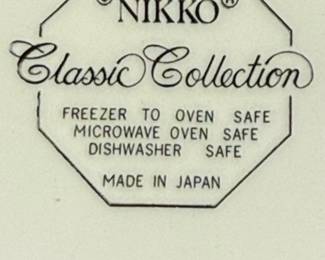 ®NIKKO®
Classic Collection
FREEZER TO OVEN SAFE
MICROWAVE OVEN SAFE
DISHWASHER SAFE
MADE IN JAPAN